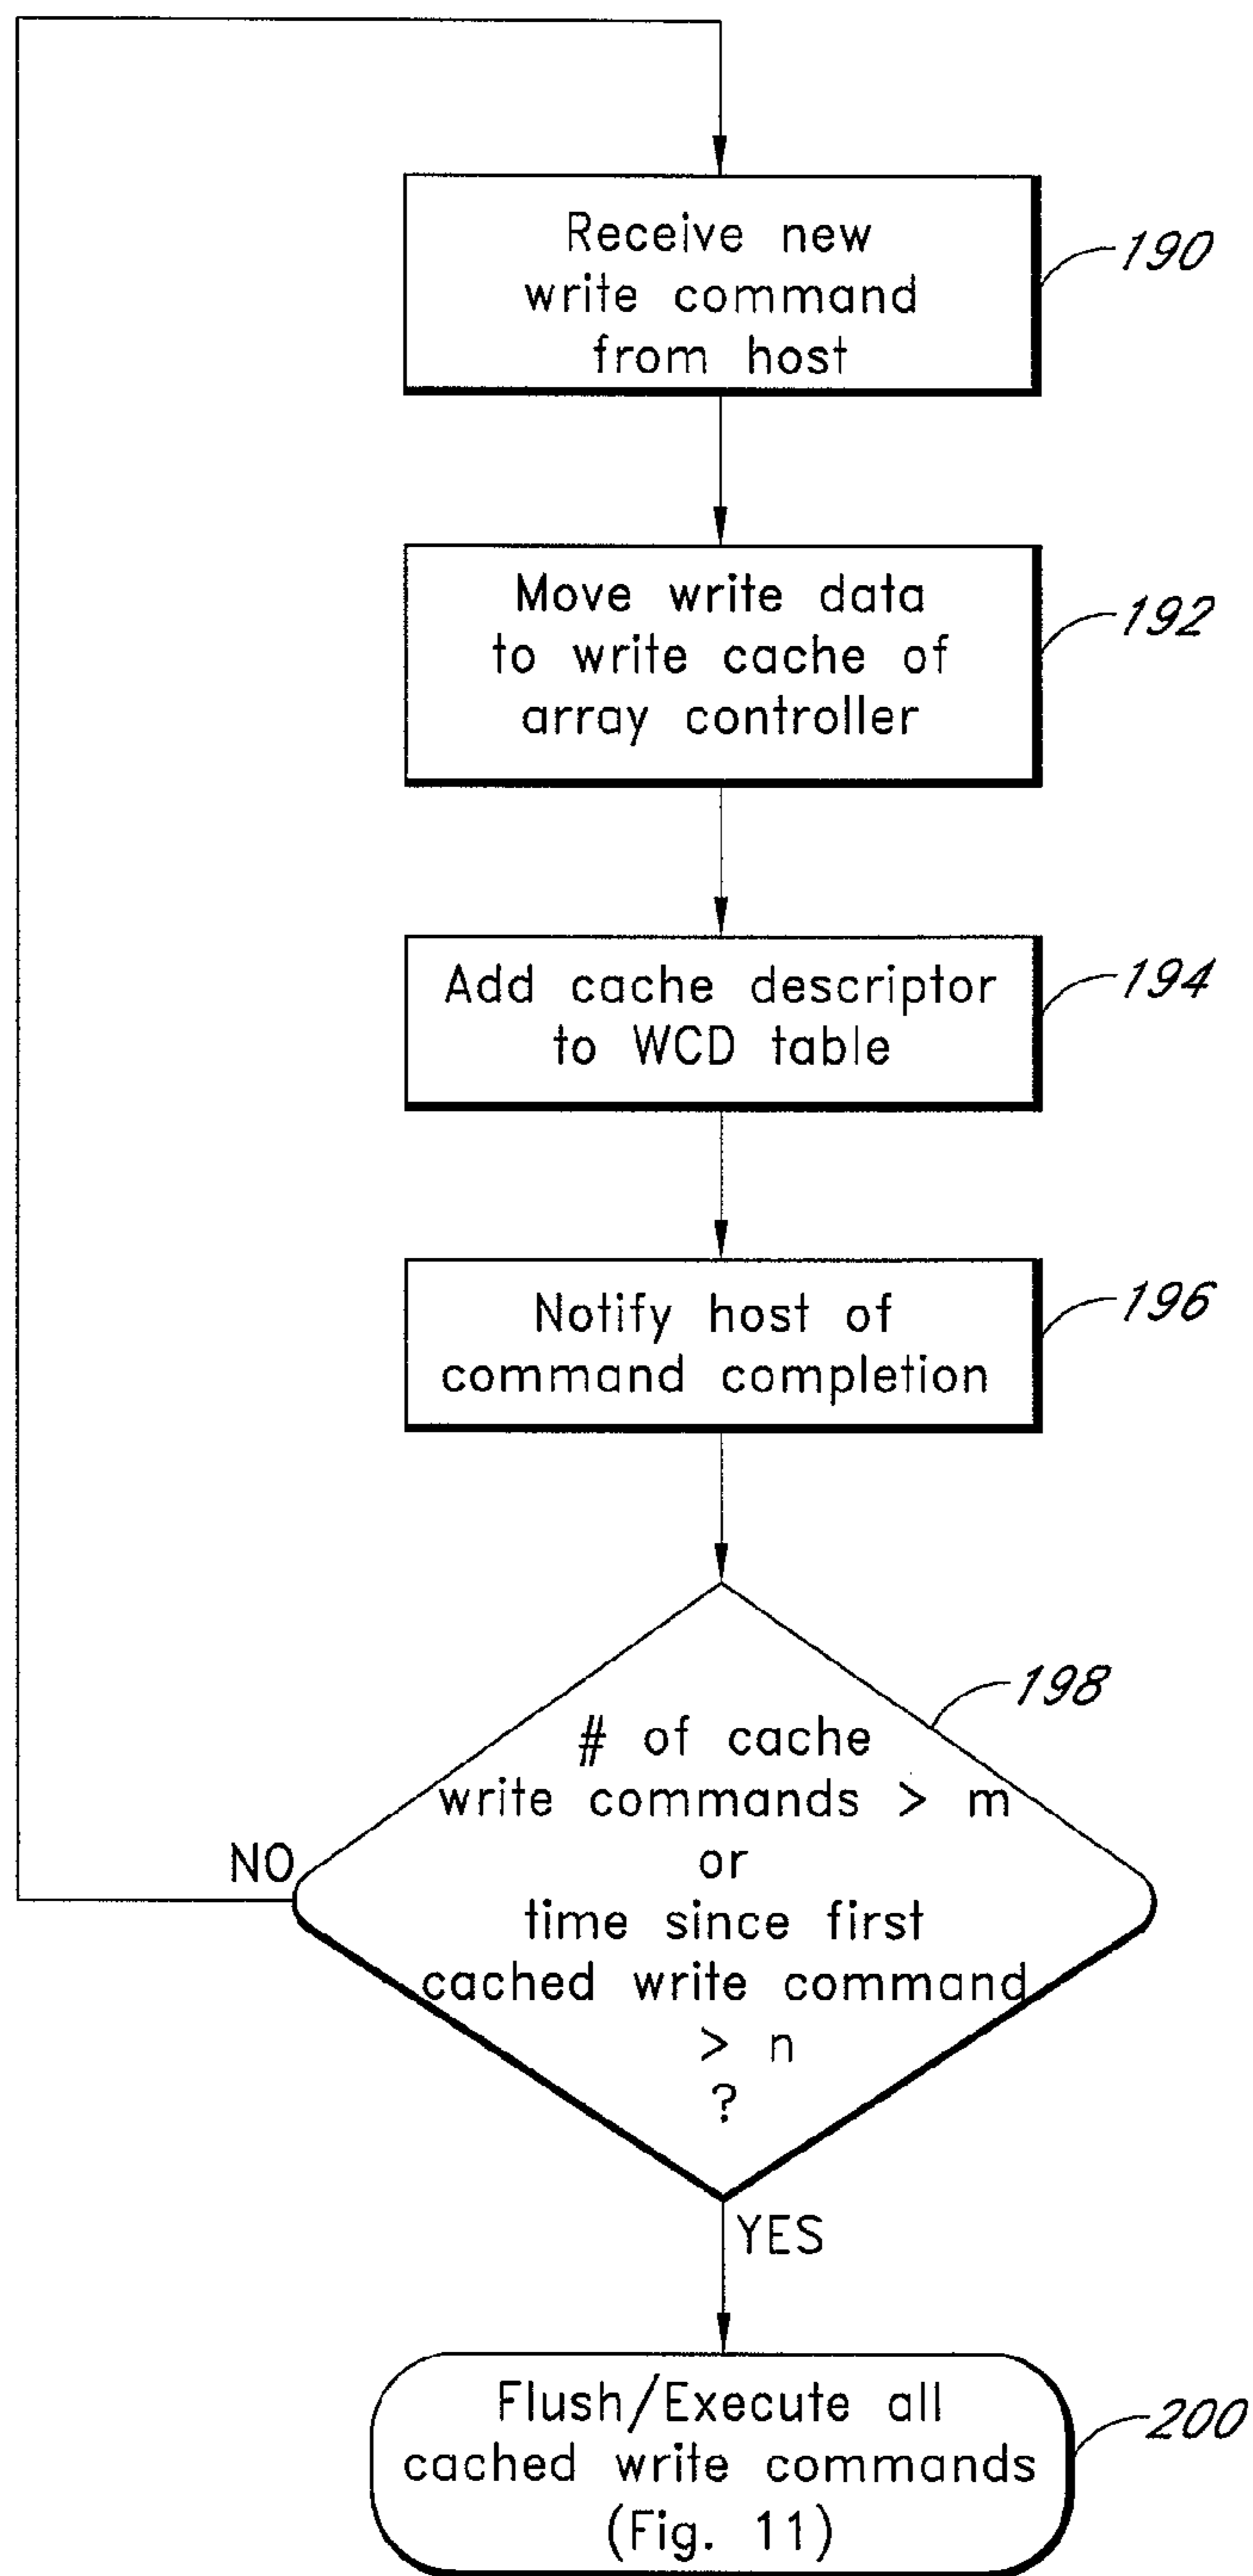 Receive new
write command
from host
190
Move write data
to write cache of
array controller
192
Add cache descriptor
to WCD table
194
Notify host of
command completion
196
# of cache
write commands > m
or
time since first
cached write command
> n
?
198
NO
YES
Flush/Execute all
cached write commands
(Fig. 11)
200